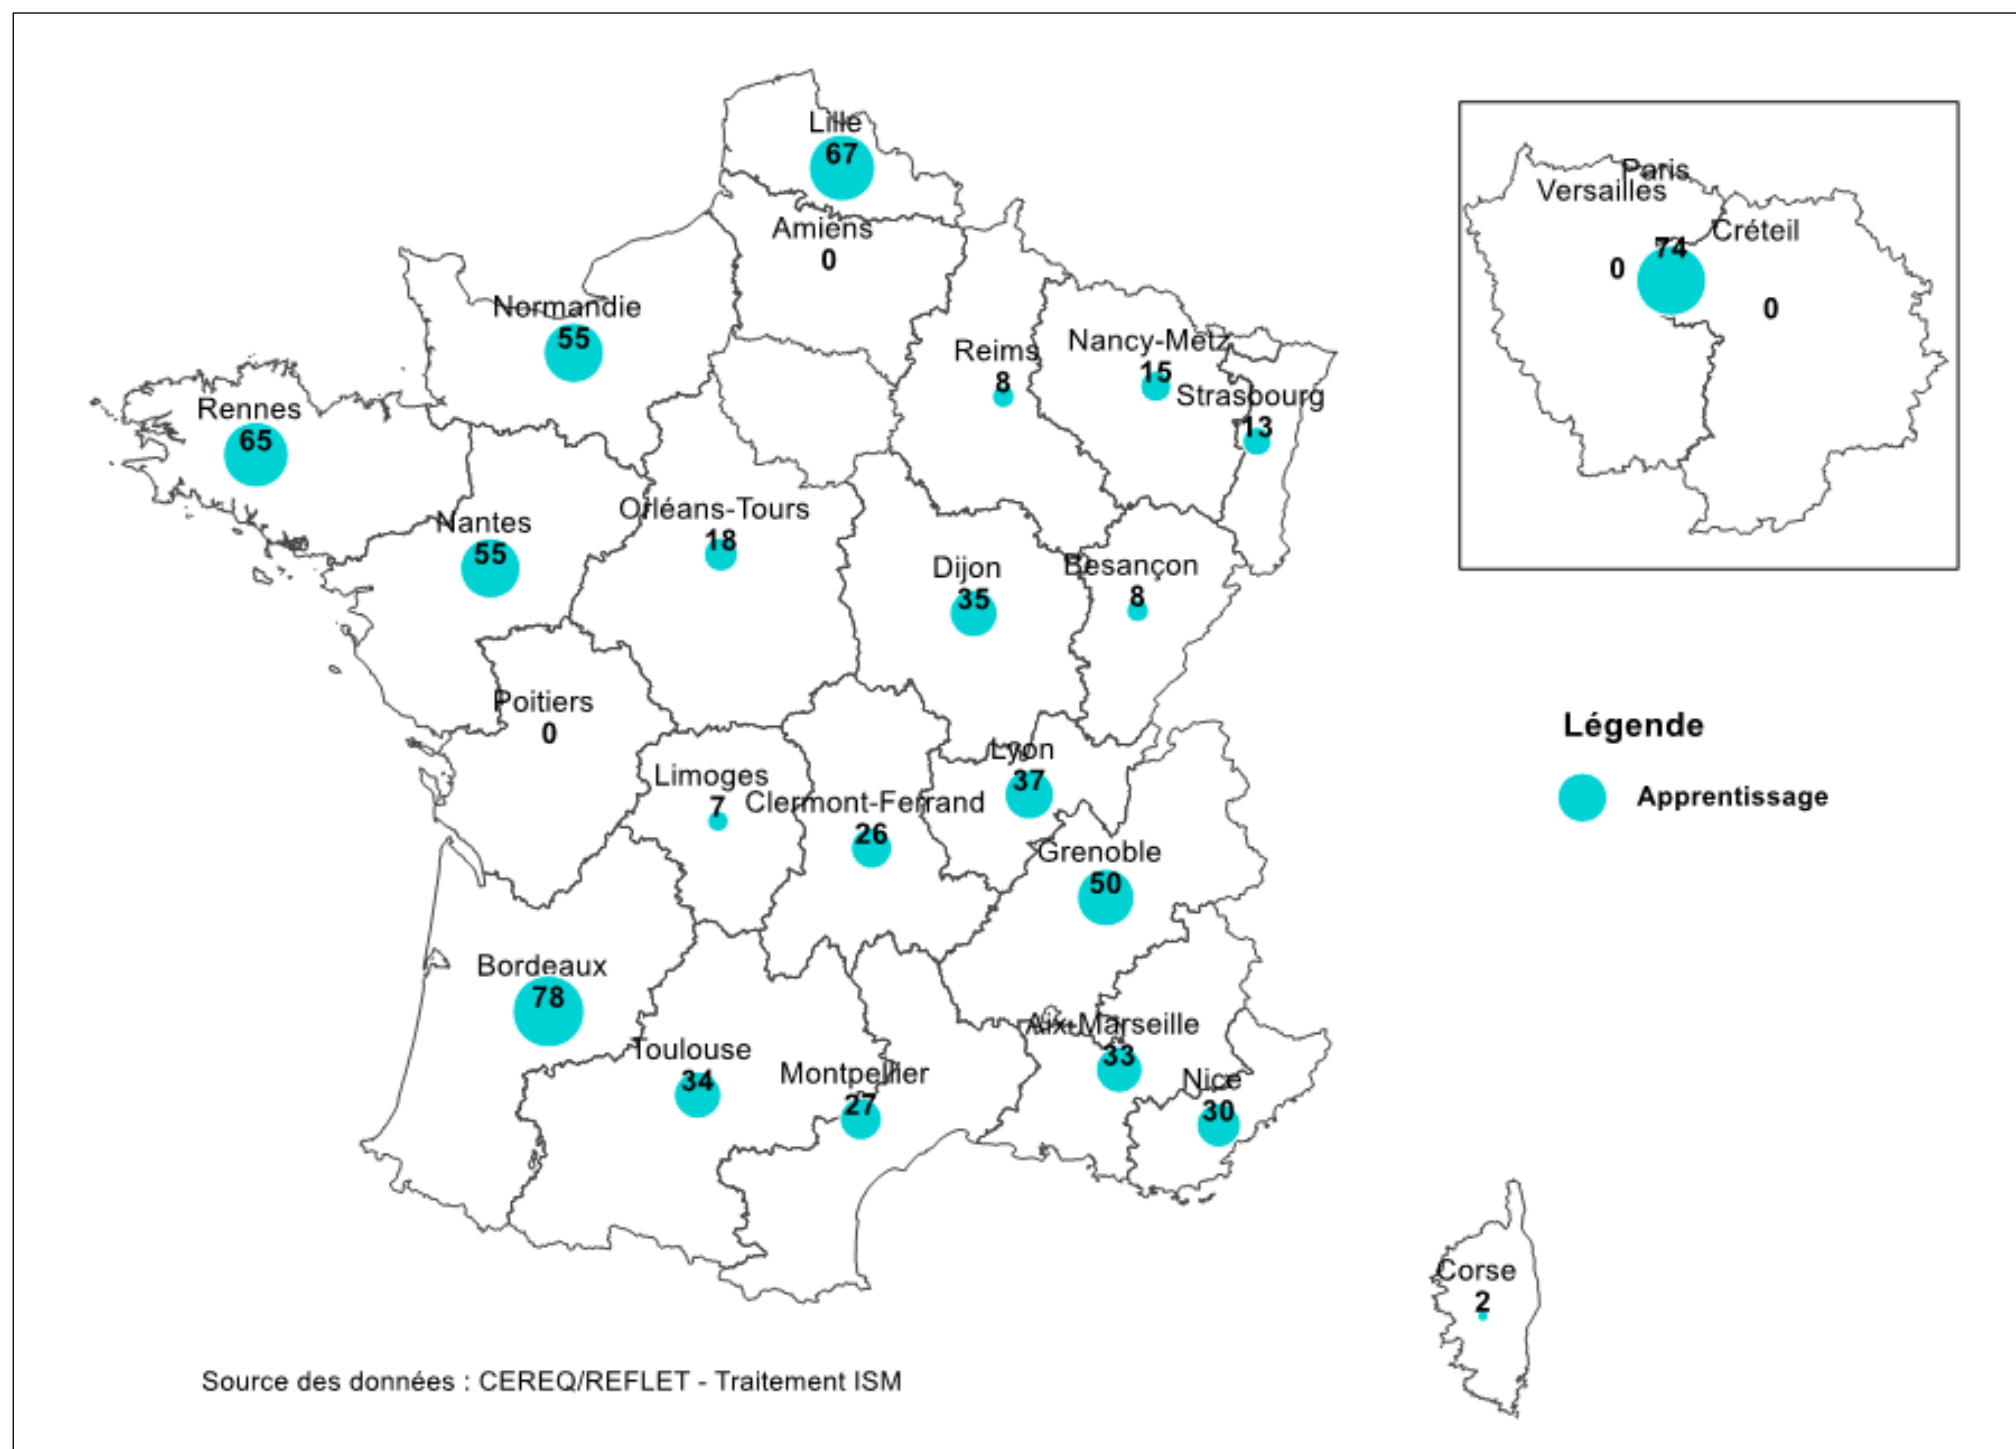 Lille
67
Amiens
0
Paris
Versailles
Créteil
74
0
0
Normandie
55
Reims
8
Nancy-Metz
15
Strasbourg
13
Rennes
65
Nantes
55
Orléans-Tours
18
Dijon
35
Besançon
8
Poitiers
0
Légende
Apprentissage
Limoges
7
Clermont-Ferrand
26
Lyon
37
Grenoble
50
Bordeaux
78
Toulouse
34
Montpellier
27
Aix-Marseille
33
Nice
30
Corse
2
Source des données : CEREQ/REFLET - Traitement ISM